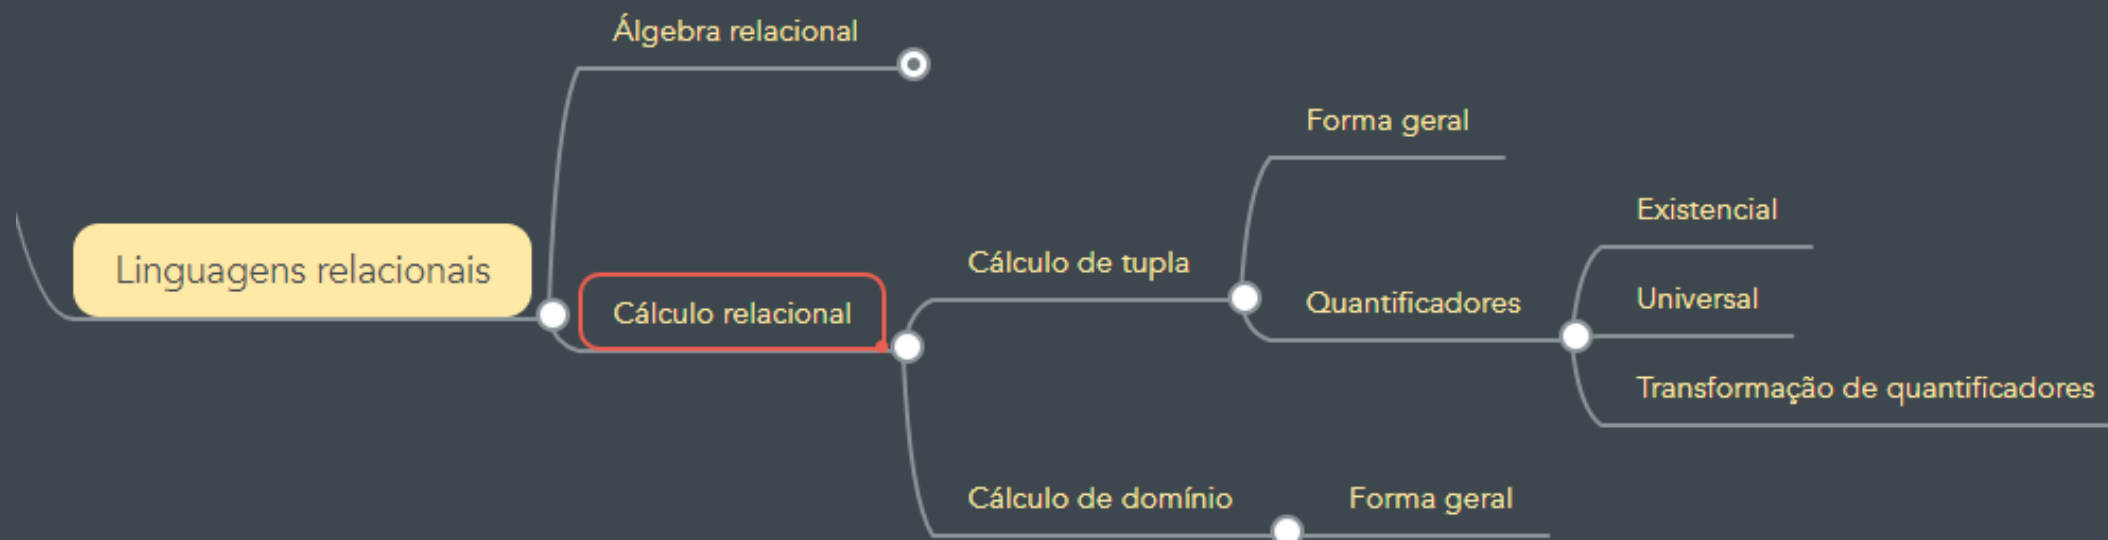 Álgebra relacional
Forma geral
Existencial
Cálculo de tupla
Linguagens relacionais
Universal
Quantificadores
Cálculo relacional
Transformação de quantificadores
Cálculo de domínio
Forma geral